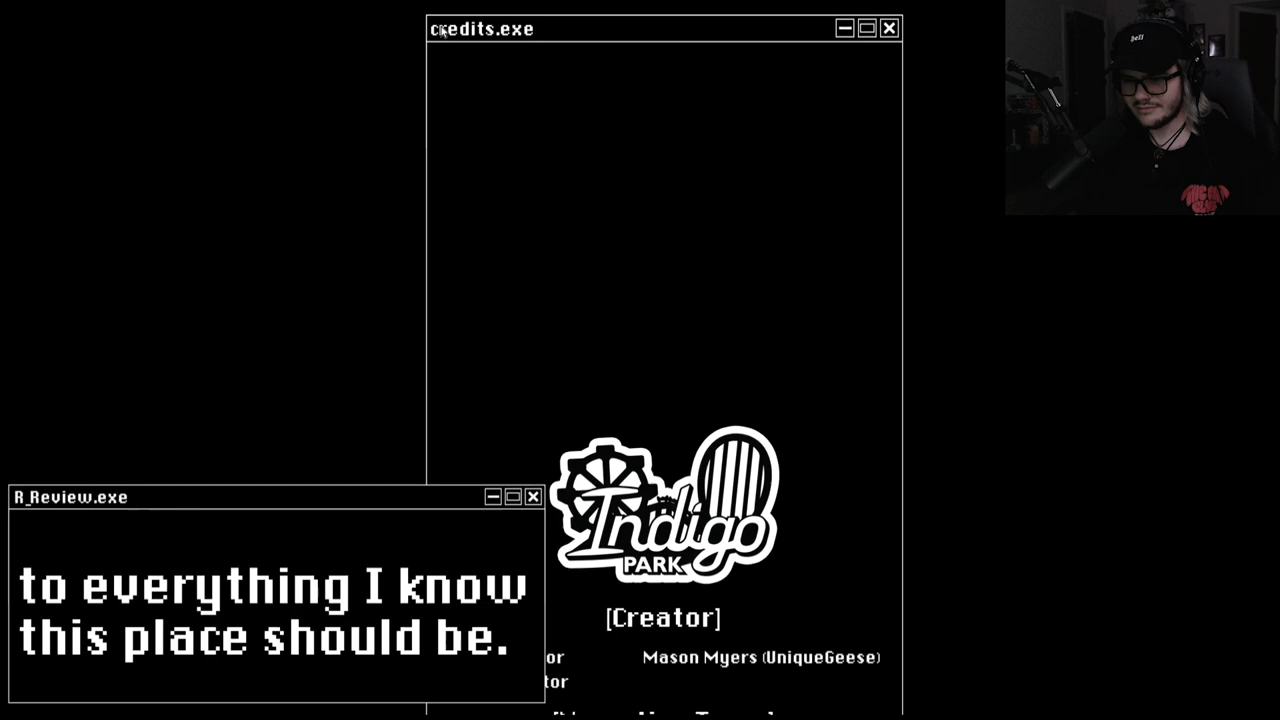 credits.exe
hell
Indigo
PARK
R_Review.exe
to everything I know
this place should be.
[Creator]
or Mason Myers (UniqueGeese)
tor